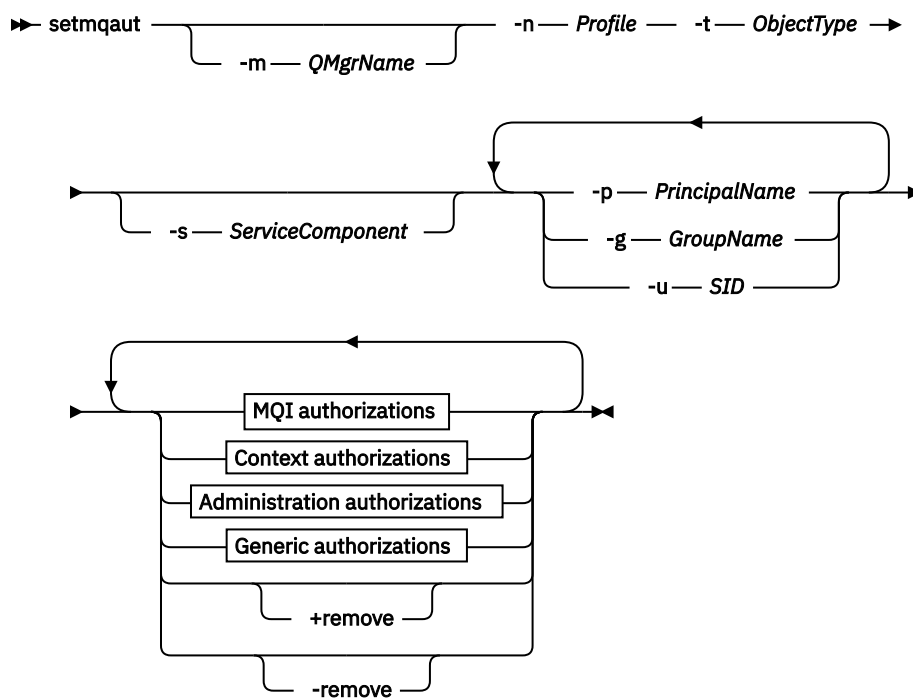 setmqaut -n Profile -t ObjectType
-m QMgrName
-p PrincipalName
-s ServiceComponent
-g GroupName
-u SID
MQI authorizations
Context authorizations
Administration authorizations
Generic authorizations
+remove
-remove